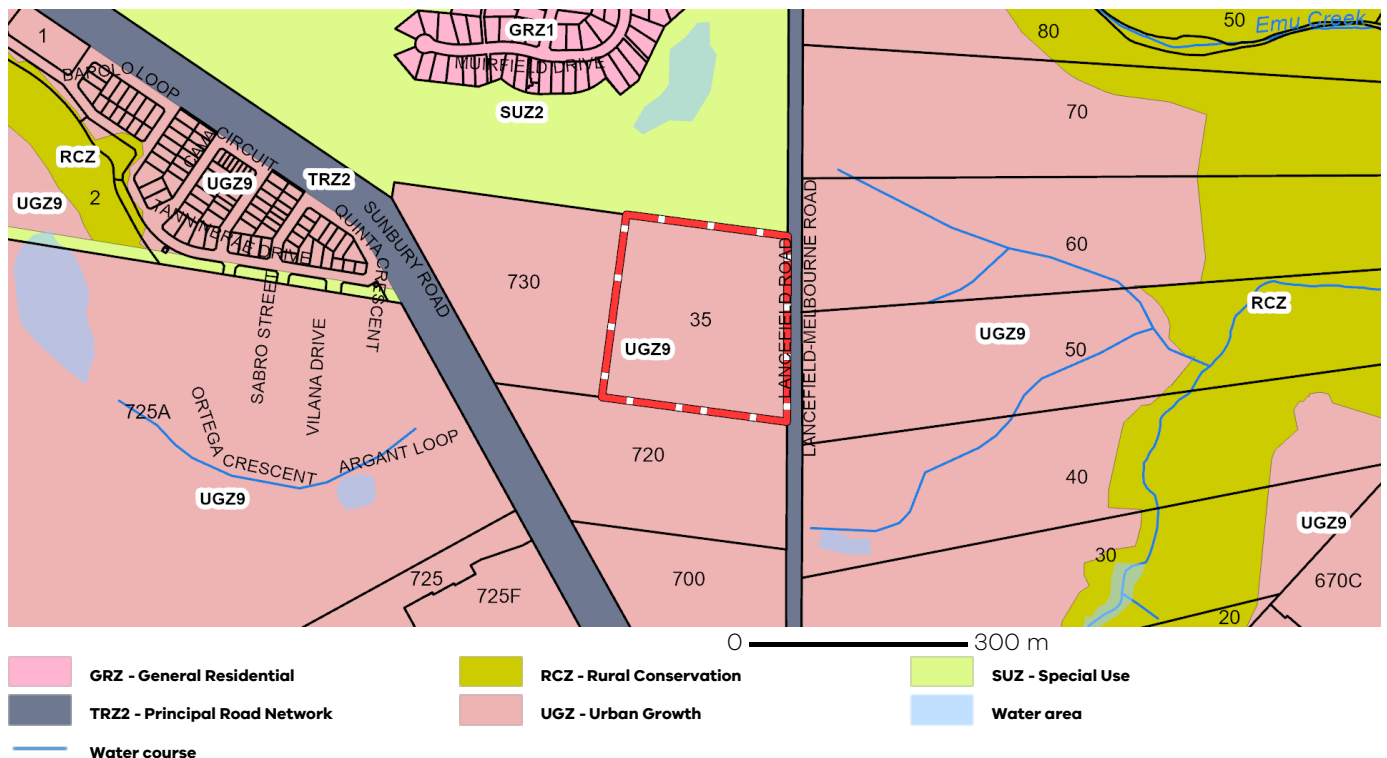 50
Emu Creek
GRZ1
80
1
MUIRFIELD DRIVE
BAROLO LOOP
SUZ2
70
CAVA
CIRCUIT
RCZ
UGZ9
TRZ2
2
UGZ9
LANCEFIELD-MELBOURNE ROAD
QUINTA CRESCENT
SUNBURY ROAD
TANNINBRAE DRIVE
60
LANCEFIELD ROAD
730
RCZ
35
UGZ9
UGZ9
50
SABRO STREET
VILANA DRIVE
725A
ORTEGA CRESCENT
ARGANT LOOP
720
40
UGZ9
UGZ9
30
725
700
670C
725F
20
0 300 m
GRZ - General Residential
RCZ - Rural Conservation
SUZ - Special Use
TRZ2 - Principal Road Network
UGZ - Urban Growth
Water area
Water course